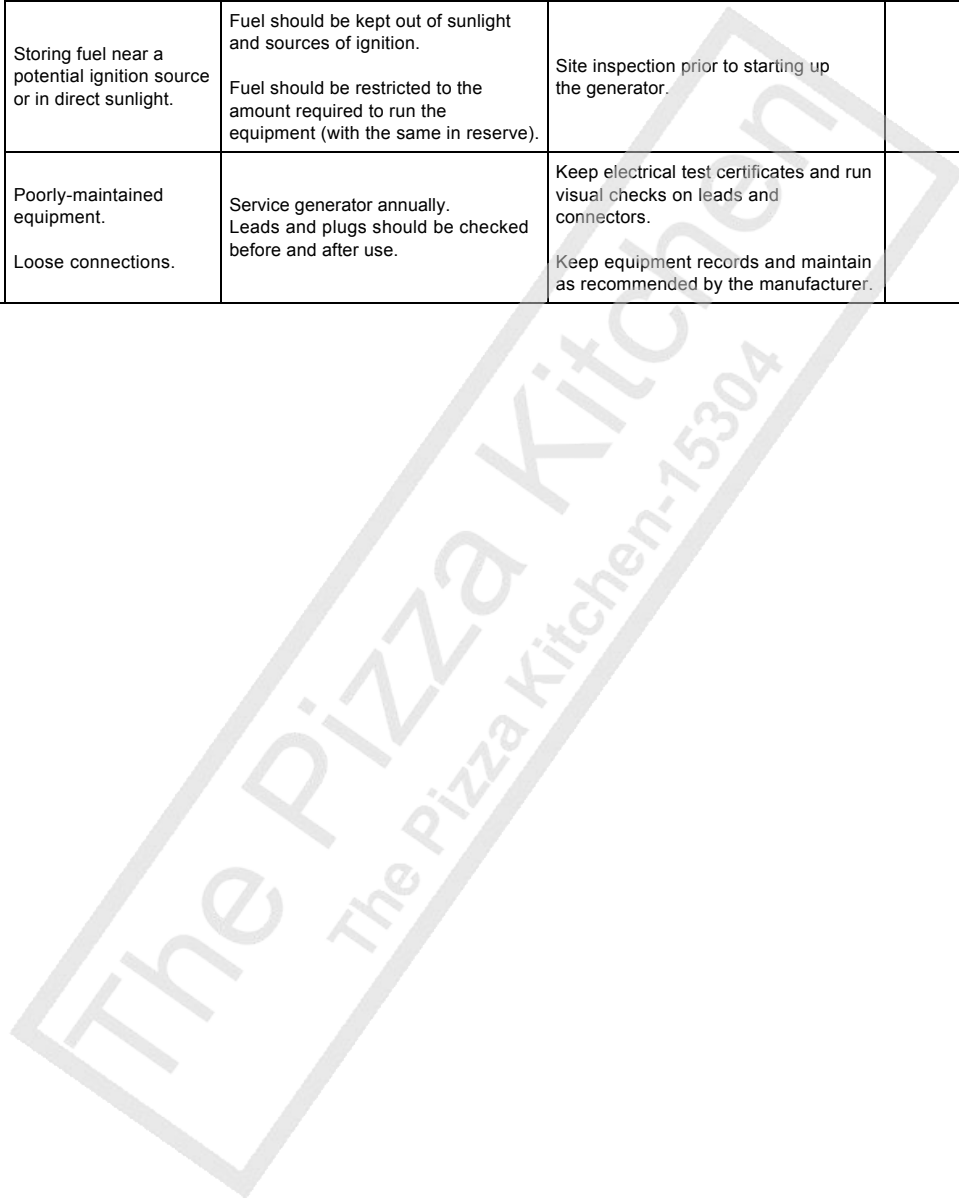 Storing fuel near a
potential ignition source
or in direct sunlight.
Fuel should be kept out of sunlight
and sources of ignition.
Fuel should be restricted to the
amount required to run the
equipment (with the same in reserve).
Site inspection prior to starting up
the generator.
Poorly-maintained
equipment.
Loose connections.
Service generator annually.
Leads and plugs should be checked
before and after use.
Keep electrical test certificates and run
visual checks on leads and
connectors.
Keep equipment records and maintain
as recommended by the manufacturer.
The Pizza Kitchen
The Pizza Kitchen-15304